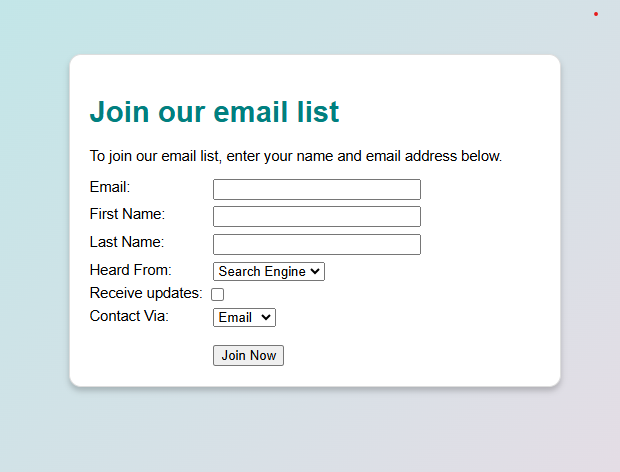 Join our email list
To join our email list, enter your name and email address below.
Email:
First Name:
Last Name:
Heard From: Search Engine
Receive updates:
Contact Via: Email
Join Now